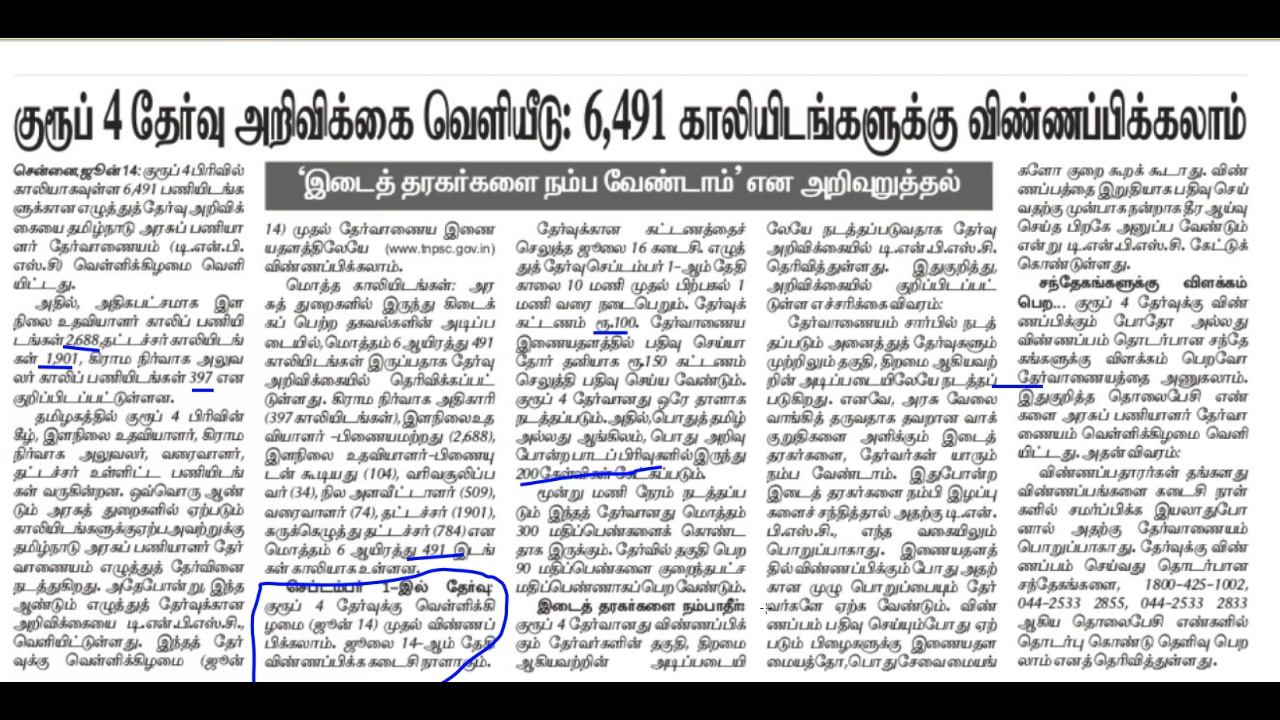 குரூப் 4 தேர்வு அறிவிக்கை வெளியீடு: 6,491 காலியிடங்களுக்கு விண்ணப்பிக்கலாம்
சென்னை,ஜூன் 14: குரூப் 4 பிரிவில்
காலியாகவுள்ள 6,491 பணியிடங்க
ளுக்கான எழுத்துத் தேர்வு அறிவிக்
கையை தமிழ்நாடு அரசுப் பணியா
ளர் தேர்வாணையம் (டி.என்.பி.
எஸ்.சி) வெள்ளிக்கிழமை வெளி
யிட்டது.
அதில், அதிகபட்சமாக இள
நிலை உதவியாளர் காலிப் பணியி
டங்கள் 2,688, தட்டச்சர் காலியிடங்
கள் 1,901, கிராம நிர்வாக அலுவ
லர் காலிப் பணியிடங்கள் 397 என
குறிப்பிடப்பட்டுள்ளன.
தமிழகத்தில் குரூப் 4 பிரிவின்
கீழ், இளநிலை உதவியாளர், கிராம
நிர்வாக அலுவலர், வரைவாளர்,
தட்டச்சர் உள்ளிட்ட பணியிடங்
கள் வருகின்றன. ஒவ்வொரு ஆண்
டும் அரசுத் துறைகளில் ஏற்படும்
காலியிடங்களுக்குஏற்ப அவற்றுக்கு
தமிழ்நாடு அரசுப் பணியாளர் தேர்
வாணையம் எழுத்துத் தேர்வினை
நடத்துகிறது. அதேபோன்று, இந்த
ஆண்டும் எழுத்துத் தேர்வுக்கான
அறிவிக்கையை டி.என்.பி.எஸ்.சி.,
வெளியிட்டுள்ளது. இந்தத் தேர்
வுக்கு வெள்ளிக்கிழமை (ஜூன்
‘இடைத் தரகர்களை நம்ப வேண்டாம்’ என அறிவுறுத்தல்
14) முதல் தேர்வாணைய இணை
யதளத்திலேயே (www.tnpsc.gov.in)
விண்ணப்பிக்கலாம்.
மொத்த காலியிடங்கள்: அர
சுத் துறைகளில் இருந்து கிடைக்
கப் பெற்ற தகவல்களின் அடிப்ப
டையில், மொத்தம் 6 ஆயிரத்து 491
காலியிடங்கள் இருப்பதாக தேர்வு
அறிவிக்கையில் தெரிவிக்கப்பட்
டுள்ளது. கிராம நிர்வாக அதிகாரி
(397 காலியிடங்கள்), இளநிலை உத
வியாளர் -பிணையமற்றது (2,688),
இளநிலை உதவியாளர்-பிணையு
டன் கூடியது (104), வரிவசூலிப்ப
வர் (34), நில அளவீட்டாளர் (509),
வரைவாளர் (74), தட்டச்சர் (1901),
சுருக்கெழுத்து தட்டச்சர் (784) என
மொத்தம் 6 ஆயிரத்து 491 இடங்
கள் காலியாக உள்ளன.
செப்டம்பர் 1-இல் தேர்வு:
குரூப் 4 தேர்வுக்கு வெள்ளிக்கி
ழமை (ஜூன் 14) முதல் விண்ணப்
பிக்கலாம். ஜூலை 14-ஆம் தேதி
விண்ணப்பிக்க கடைசி நாளாகும்.
தேர்வுக்கான கட்டணத்தைச்
செலுத்த ஜூலை 16 கடைசி. எழுத்
துத் தேர்வு செப்டம்பர் 1-ஆம் தேதி
காலை 10 மணி முதல் பிற்பகல் 1
மணி வரை நடைபெறும். தேர்வுக்
கட்டணம் ரூ.100. தேர்வாணைய
இணையதளத்தில் பதிவு செய்யா
தோர் தனியாக ரூ.150 கட்டணம்
செலுத்தி பதிவு செய்ய வேண்டும்.
குரூப் 4 தேர்வானது ஒரே தாளாக
நடத்தப்படும். அதில், பொதுத் தமிழ்
அல்லது ஆங்கிலம், பொது அறிவு
போன்ற பாடப் பிரிவுகளில் இருந்து
200 கேள்விகள் கேட்கப்படும்.
மூன்று மணி நேரம் நடத்தப்ப
டும் இந்தத் தேர்வானது மொத்தம்
300 மதிப்பெண்களைக் கொண்ட
தாக இருக்கும். தேர்வில் தகுதி பெற
90 மதிப்பெண்களை குறைந்தபட்ச
மதிப்பெண்ணாகப் பெற வேண்டும்.
இடைத் தரகர்களை நம்பாதீர்:
குரூப் 4 தேர்வானது விண்ணப்பிக்
கும் தேர்வர்களின் தகுதி, திறமை
ஆகியவற்றின் அடிப்படையி
லேயே நடத்தப்படுவதாக தேர்வு
அறிவிக்கையில் டி.என்.பி.எஸ்.சி.
தெரிவித்துள்ளது. இதுகுறித்து,
அறிவிக்கையில் குறிப்பிடப்பட்
டுள்ள எச்சரிக்கை விவரம்:
தேர்வாணையம் சார்பில் நடத்
தப்படும் அனைத்துத் தேர்வுகளும்
முற்றிலும் தகுதி, திறமை ஆகியவற்
றின் அடிப்படையிலேயே நடத்தப்
படுகிறது. எனவே, அரசு வேலை
வாங்கித் தருவதாக தவறான வாக்
குறுதிகளை அளிக்கும் இடைத்
தரகர்களை, தேர்வர்கள் யாரும்
நம்ப வேண்டாம். இதுபோன்ற
இடைத் தரகர்களை நம்பி இழப்பு
களைச் சந்தித்தால் அதற்கு டி.என்.
பி.எஸ்.சி., எந்த வகையிலும்
பொறுப்பாகாது. இணையதளத்
தில் விண்ணப்பிக்கும் போது அதற்
கான முழு பொறுப்பையும் தேர்
வர்களே ஏற்க வேண்டும். விண்
ணப்பம் பதிவு செய்யும்போது ஏற்
படும் பிழைகளுக்கு இணையதள
மையத்தோ, பொது சேவை மையங்
களோ குறை கூறக் கூடாது. விண்
ணப்பத்தை இறுதியாக பதிவு செய்
வதற்கு முன்பாக நன்றாக தீர ஆய்வு
செய்த பிறகே அனுப்ப வேண்டும்
என்று டி.என்.பி.எஸ்.சி. கேட்டுக்
கொண்டுள்ளது.
சந்தேகங்களுக்கு விளக்கம்
பெற... குரூப் 4 தேர்வுக்கு விண்
ணப்பிக்கும் போதோ அல்லது
விண்ணப்பம் தொடர்பான சந்தே
கங்களுக்கு விளக்கம் பெறவோ
தேர்வாணையத்தை அணுகலாம்.
இதுகுறித்த தொலைபேசி எண்
களை அரசுப் பணியாளர் தேர்வா
ணையம் வெள்ளிக்கிழமை வெளி
யிட்டது. அதன் விவரம்:
விண்ணப்பதாரர்கள் தங்களது
விண்ணப்பங்களை கடைசி நாள்
களில் சமர்ப்பிக்க இயலாதுபோ
னால் அதற்கு தேர்வாணையம்
பொறுப்பாகாது. தேர்வுக்கு விண்
ணப்பம் செய்வது தொடர்பான
சந்தேகங்களை, 1800-425-1002,
044-2533 2855, 044-2533 2833
ஆகிய தொலைபேசி எண்களில்
தொடர்பு கொண்டு தெளிவு பெற
லாம் எனத் தெரிவித்துள்ளது.